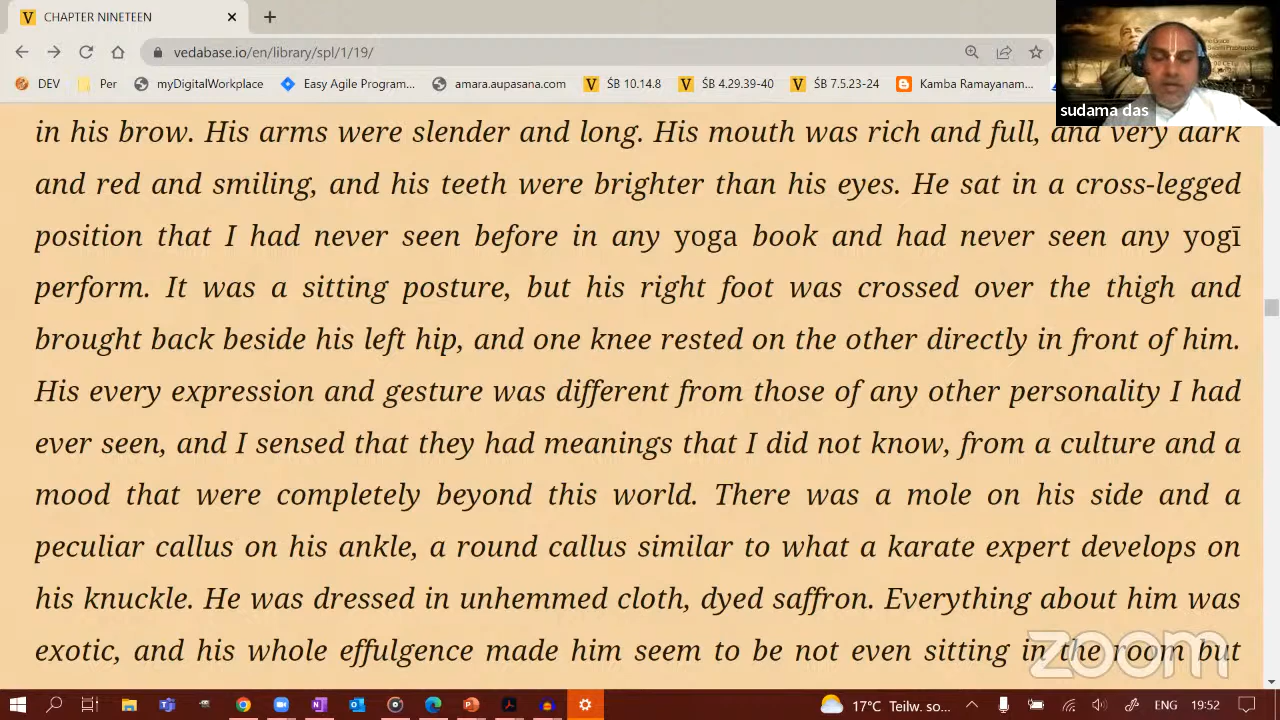 CHAPTER NINETEEN
vedabase.io/en/library/spl/1/19/
DEV Per myDigitalWorkplace Easy Agile Program... amara.aupasana.com ŚB 10.14.8 ŚB 4.29.39-40 ŚB 7.5.23-24 Kamba Ramayanam...
sudama das
in his brow. His arms were slender and long. His mouth was rich and full, and very dark
and red and smiling, and his teeth were brighter than his eyes. He sat in a cross-legged
position that I had never seen before in any yoga book and had never seen any yogī
perform. It was a sitting posture, but his right foot was crossed over the thigh and
brought back beside his left hip, and one knee rested on the other directly in front of him.
His every expression and gesture was different from those of any other personality I had
ever seen, and I sensed that they had meanings that I did not know, from a culture and a
mood that were completely beyond this world. There was a mole on his side and a
peculiar callus on his ankle, a round callus similar to what a karate expert develops on
his knuckle. He was dressed in unhemmed cloth, dyed saffron. Everything about him was
exotic, and his whole effulgence made him seem to be not even sitting in the room but
zoom
17°C Teilw. so... ENG 19:52